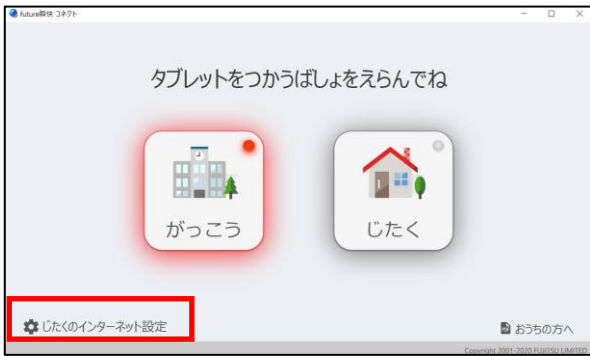 future瞬快 コネクト
タブレットをつかうばしょをえらんでね
がっこう
じたく
じたくのインターネット設定
おうちの方へ
Copyright 2001-2020 FUJITSU LIMITED